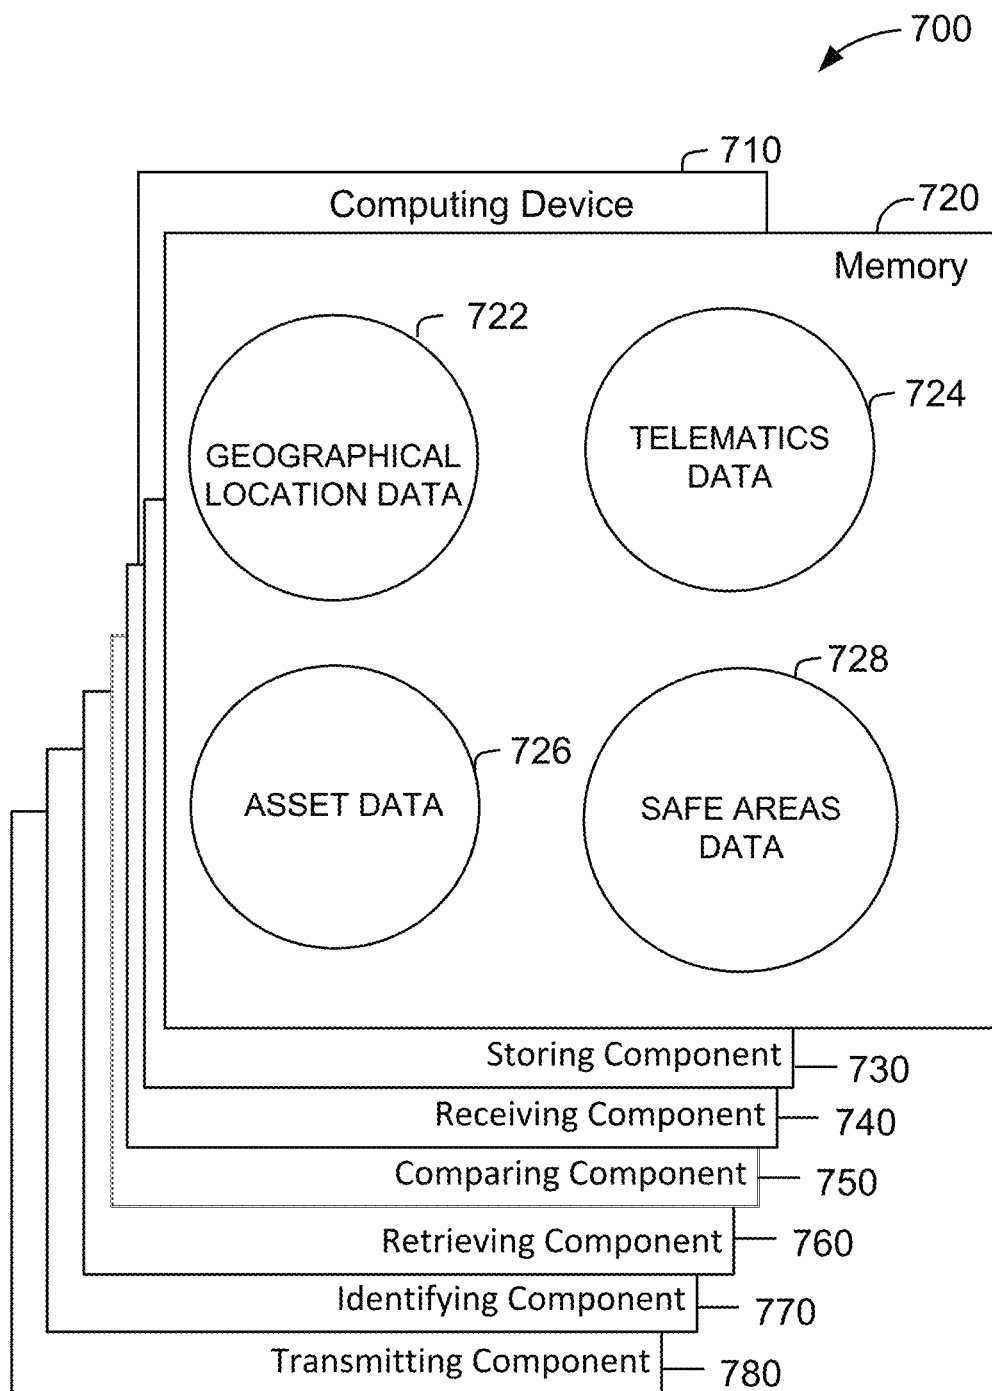 700
710
Computing Device
720
Memory
722
724
GEOGRAPHICAL
LOCATION DATA
TELEMATICS
DATA
728
726
ASSET DATA
SAFE AREAS
DATA
Storing Component
730
Receiving Component
740
Comparing Component
750
Retrieving Component
760
Identifying Component
770
Transmitting Component
780